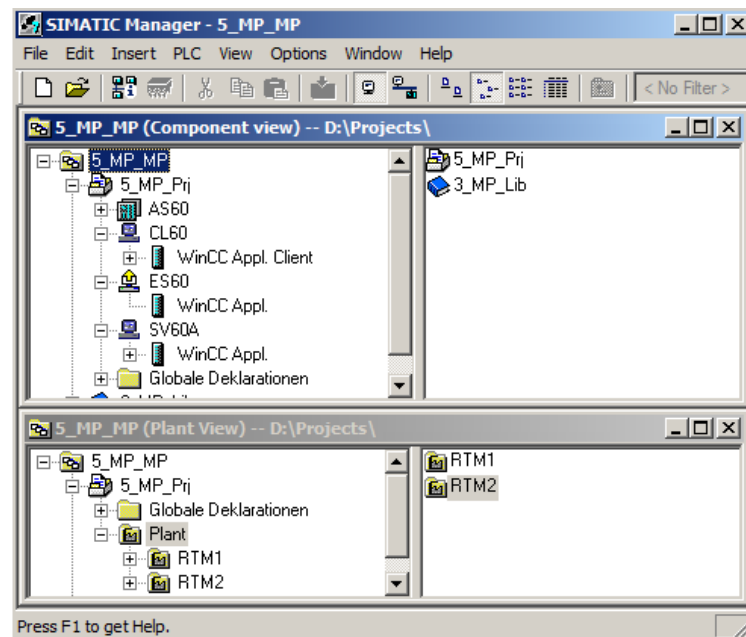 SIMATIC Manager - 5_MP_MP
File Edit Insert PLC View Options Window Help
< No Filter >
5_MP_MP (Component view) -- D:\Projects\
5_MP_MP
5_MP_Prj
AS60
CL60
WinCC Appl. Client
ES60
WinCC Appl.
SV60A
WinCC Appl.
Globale Deklarationen
5_MP_Prj
3_MP_Lib
5_MP_MP (Plant View) -- D:\Projects\
5_MP_MP
5_MP_Prj
Globale Deklarationen
Plant
RTM1
RTM2
RTM1
RTM2
Press F1 to get Help.